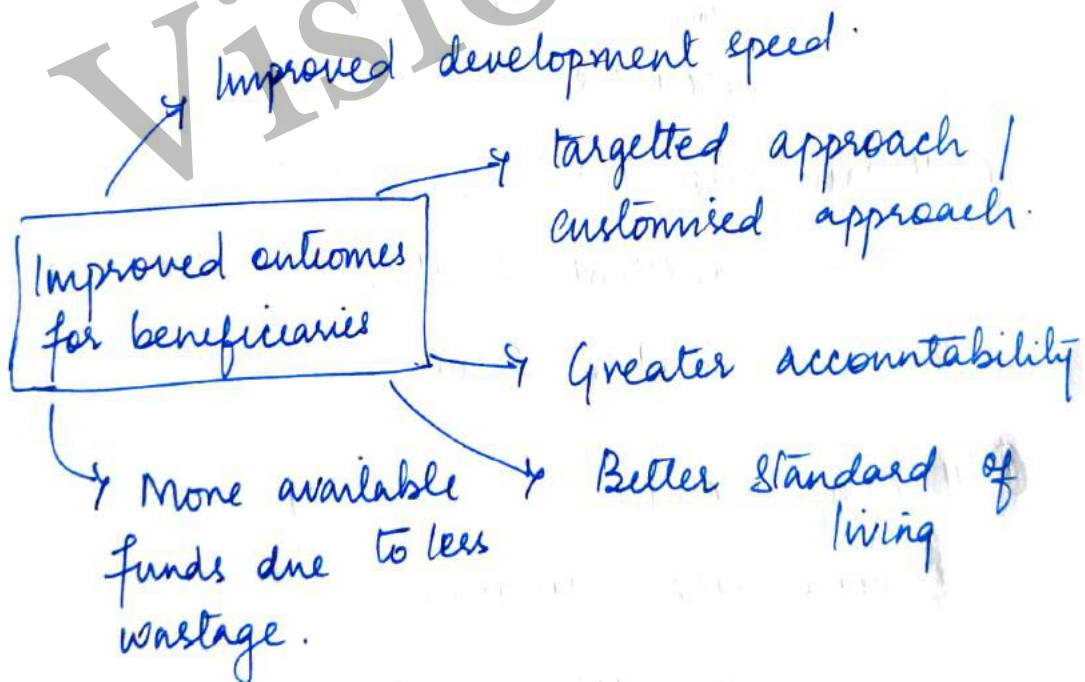 Visio
Improved development speed.
targetted approach /
customised approach.
Improved outcomes
for beneficiaries
Greater accountability
More available
funds due to less
wastage.
Better standard of
living